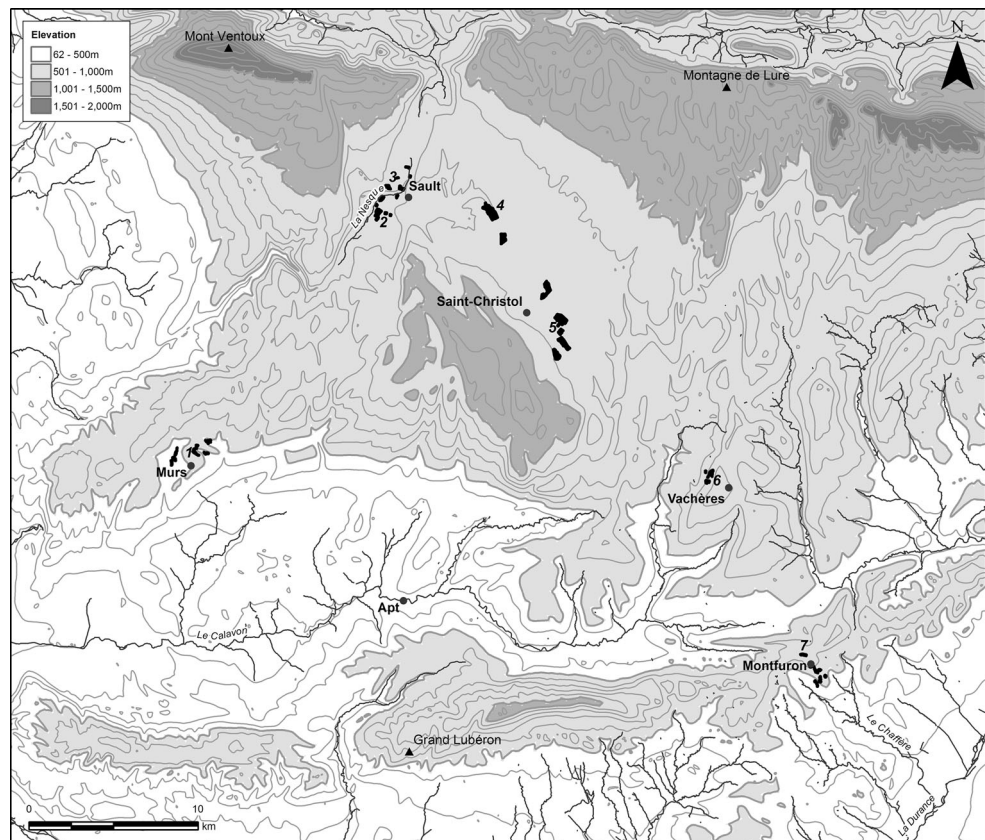 Elevation
62 - 500m
501 - 1,000m
1,001 - 1,500m
1,501 - 2,000m
Mont Ventoux
N
Montagne de Lure
3
Sault
La Nesque
2
4
Saint-Christol
5
1
Murs
6
Vachères
Apt
Le Calavon
7
Montfuron
Le Chaffère
Grand Lubéron
La Durance
0
10
km